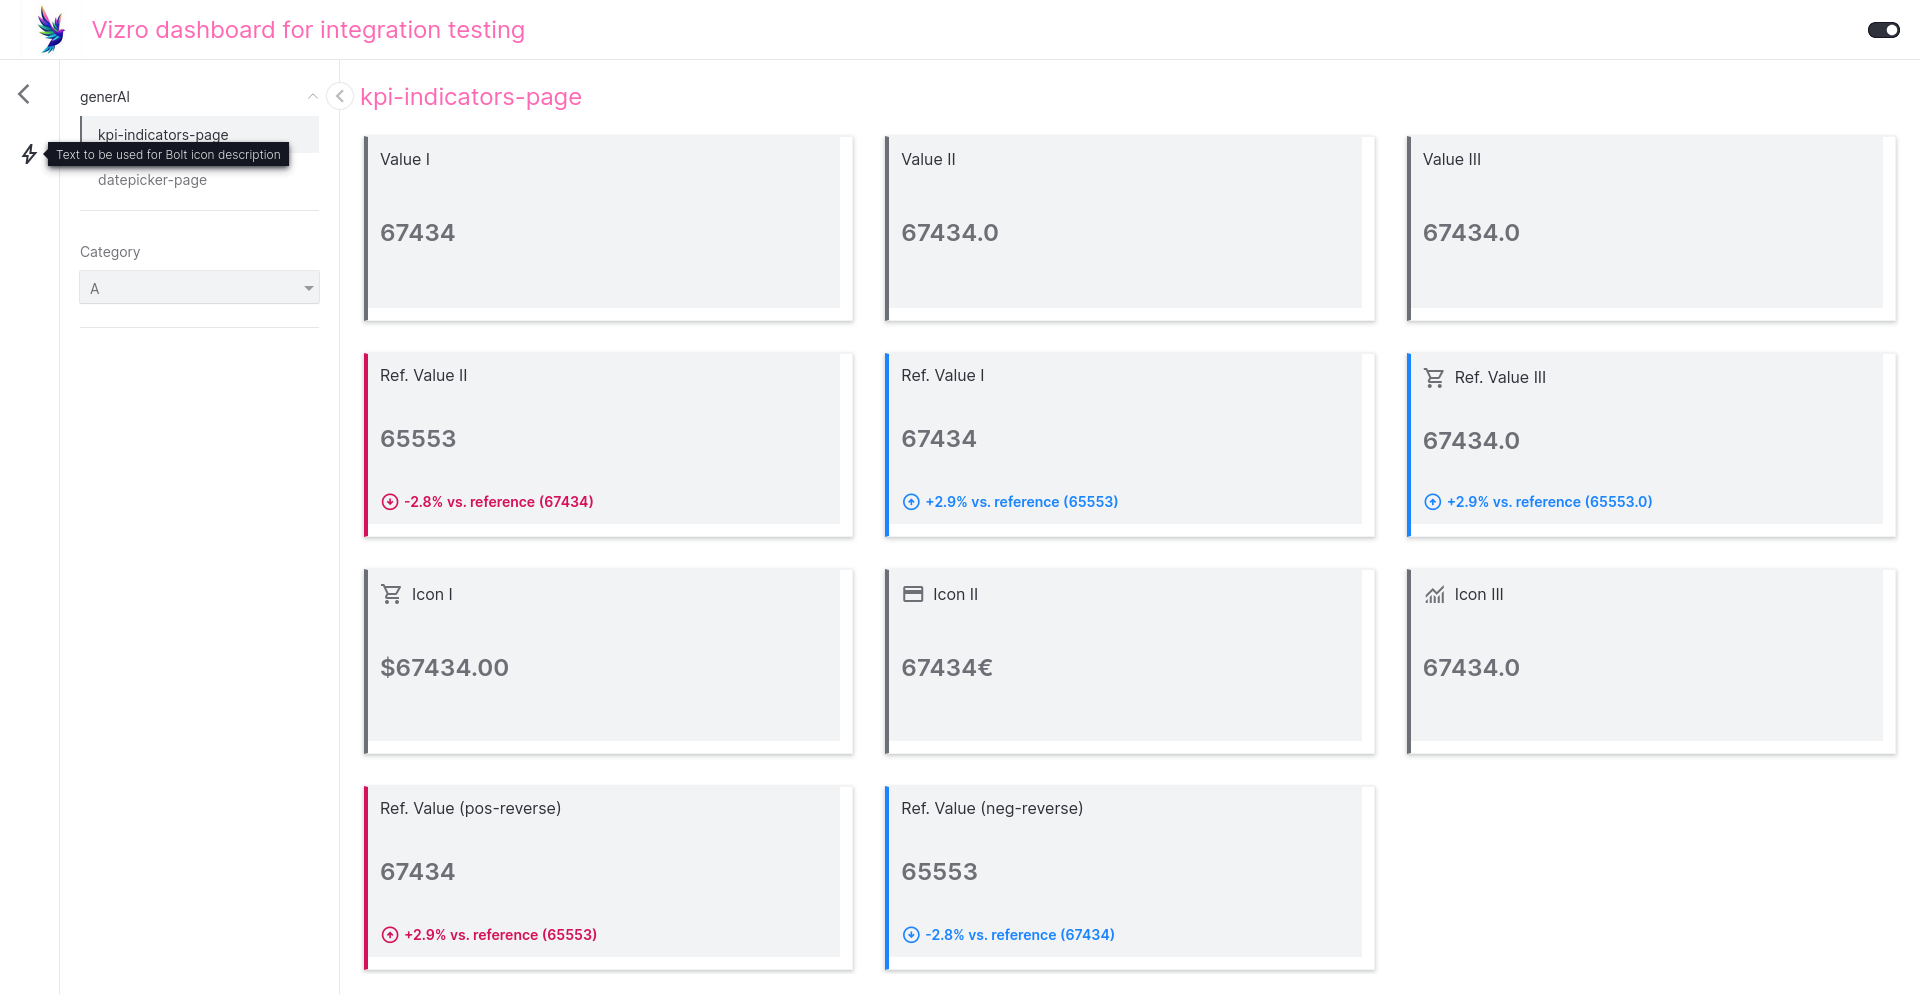 Vizro dashboard for integration testing
generAI
kpi-indicators-page
Text to be used for Bolt icon description
datepicker-page
Category
A
kpi-indicators-page
Value I
67434
Value II
67434.0
Value III
67434.0
Ref. Value II
65553
-2.8% vs. reference (67434)
Ref. Value I
67434
+2.9% vs. reference (65553)
Ref. Value III
67434.0
+2.9% vs. reference (65553.0)
Icon I
$67434.00
Icon II
67434€
Icon III
67434.0
Ref. Value (pos-reverse)
67434
+2.9% vs. reference (65553)
Ref. Value (neg-reverse)
65553
-2.8% vs. reference (67434)